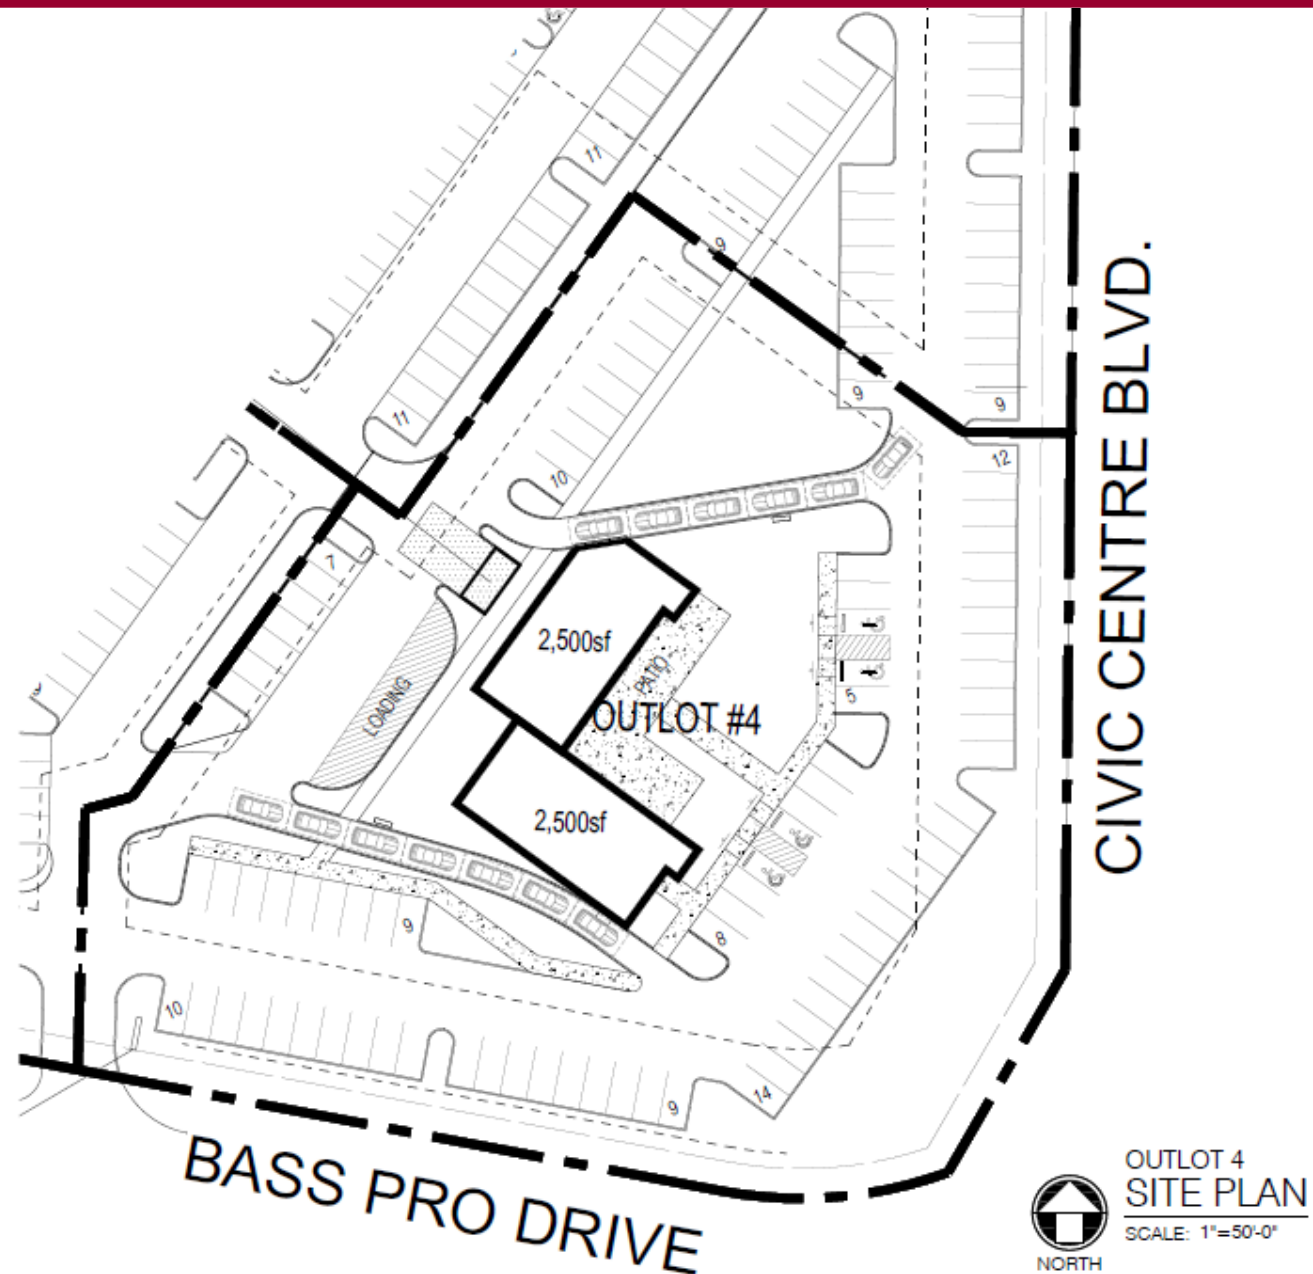 11
9
11
9
9
12
10
7
2,500sf
PATIO
5
LOADING
OUTLOT #4
2,500sf
9
8
10
9
14
CIVIC CENTRE BLVD.
BASS PRO DRIVE
OUTLOT 4
SITE PLAN
SCALE: 1"=50'-0"
NORTH